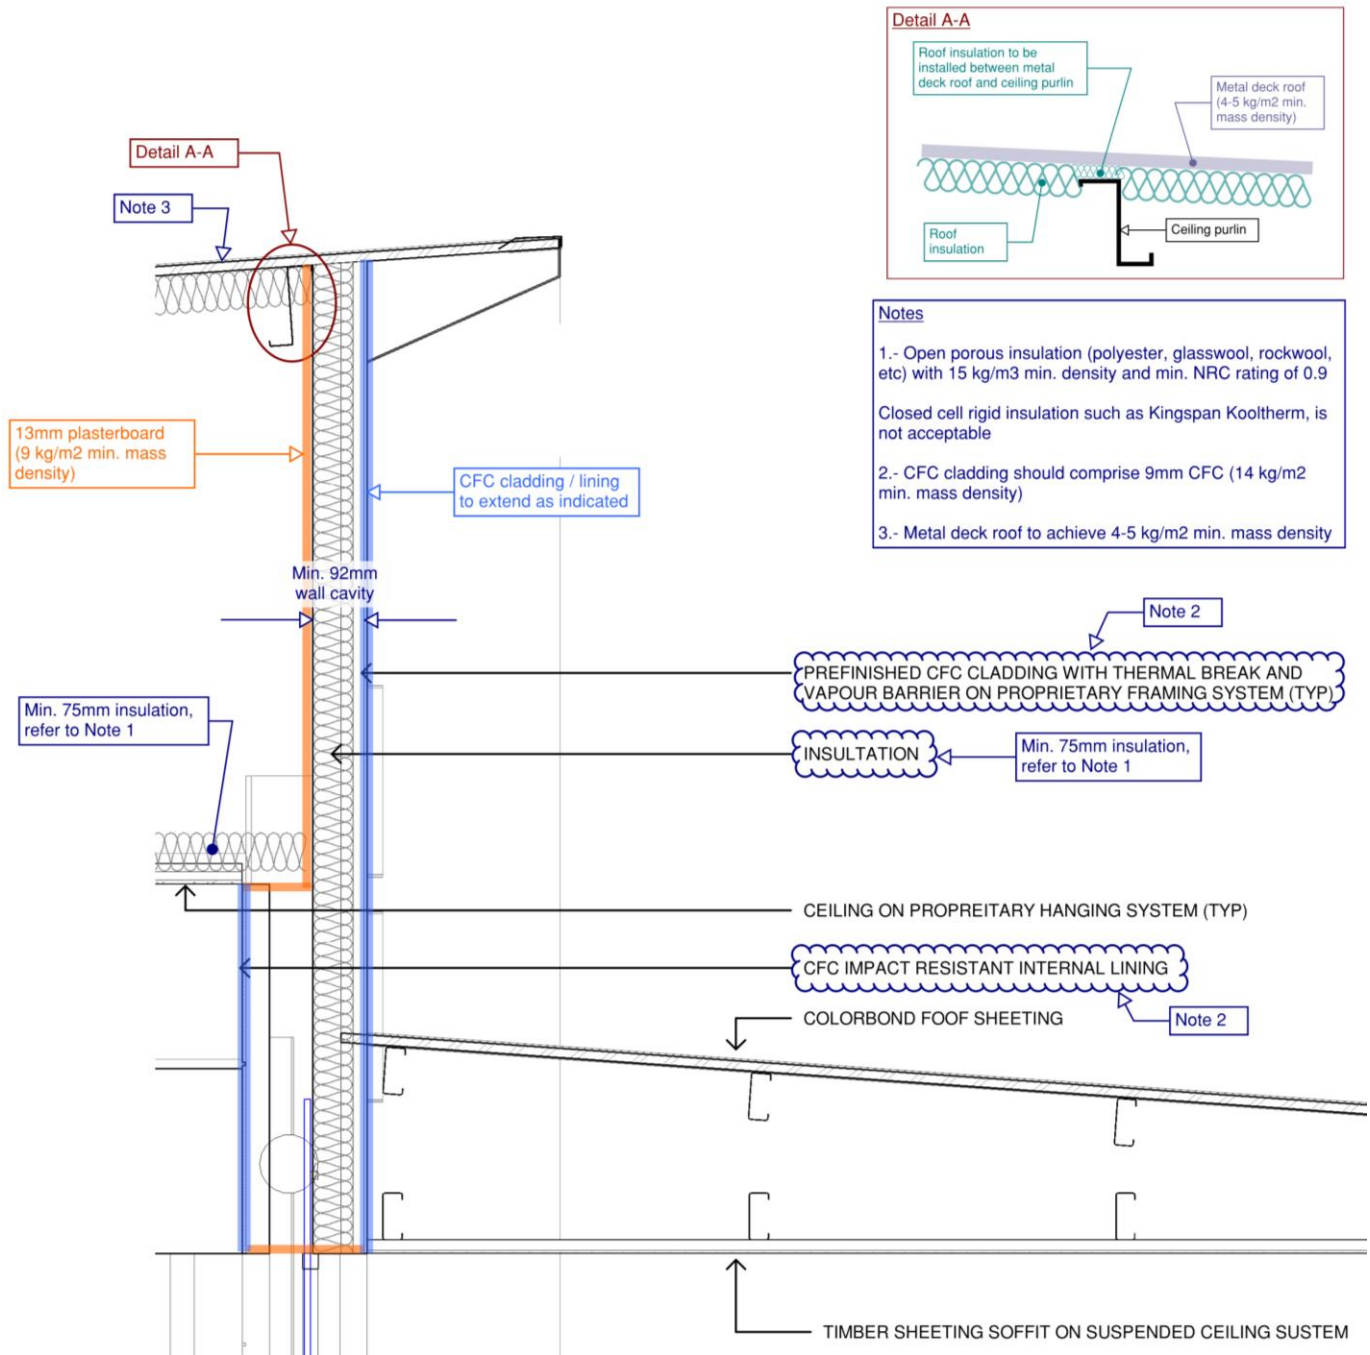 Detail A-A
Roof insulation to be
installed between metal
deck roof and ceiling purlin
Metal deck roof
(4-5 kg/m2 min.
mass density)
Roof
insulation
Ceiling purlin
Detail A-A
Note 3
Notes
1.- Open porous insulation (polyester, glasswool, rockwool,
etc) with 15 kg/m3 min. density and min. NRC rating of 0.9
Closed cell rigid insulation such as Kingspan Kooltherm, is
not acceptable
2.- CFC cladding should comprise 9mm CFC (14 kg/m2
min. mass density)
3.- Metal deck roof to achieve 4-5 kg/m2 min. mass density
13mm plasterboard
(9 kg/m2 min. mass
density)
CFC cladding / lining
to extend as indicated
Min. 92mm
wall cavity
Note 2
PREFINISHED CFC CLADDING WITH THERMAL BREAK AND
VAPOUR BARRIER ON PROPRIETARY FRAMING SYSTEM (TYP)
Min. 75mm insulation,
refer to Note 1
INSULTATION
Min. 75mm insulation,
refer to Note 1
CEILING ON PROPREITARY HANGING SYSTEM (TYP)
CFC IMPACT RESISTANT INTERNAL LINING
Note 2
COLORBOND FOOF SHEETING
TIMBER SHEETING SOFFIT ON SUSPENDED CEILING SUSTEM